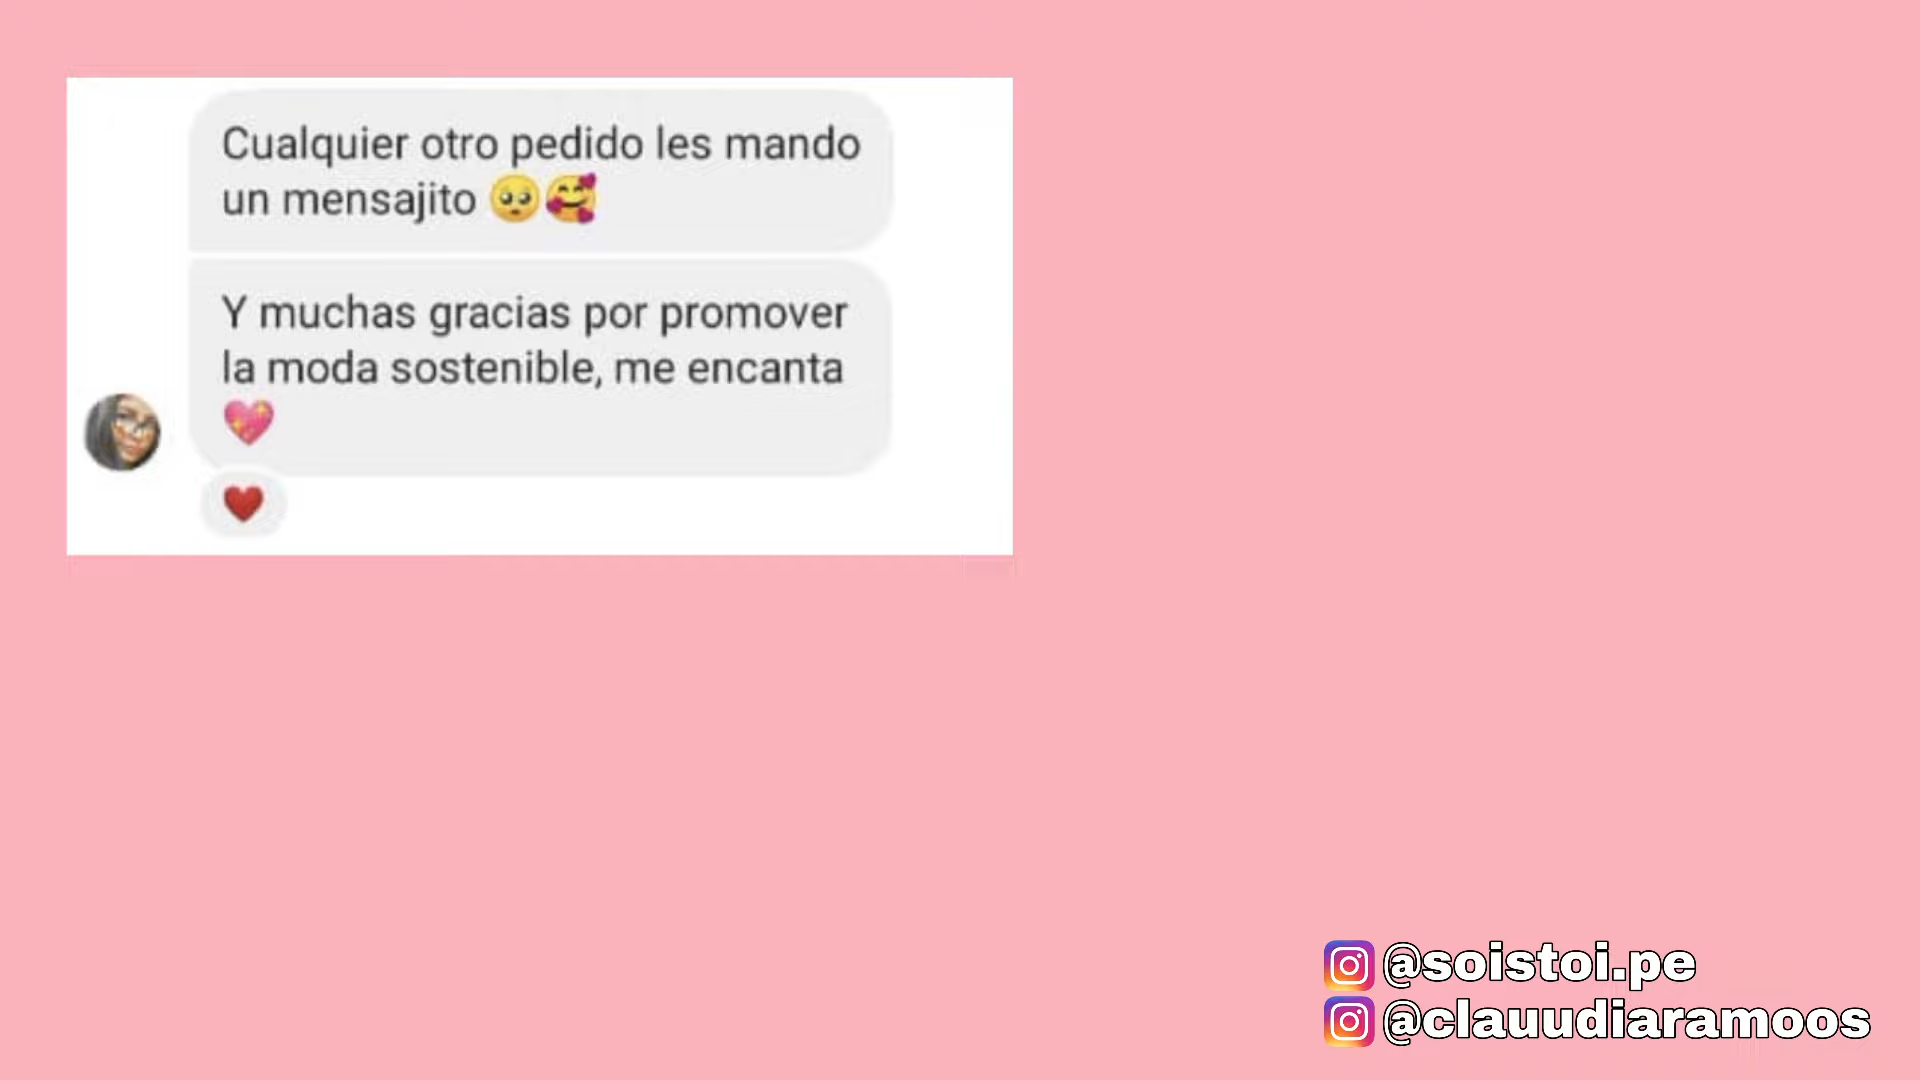 Cualquier otro pedido les mando
un mensajito 🥺🥰
Y muchas gracias por promover
la moda sostenible, me encanta
💖
❤️
@soistoi.pe
@clauudiaramoos